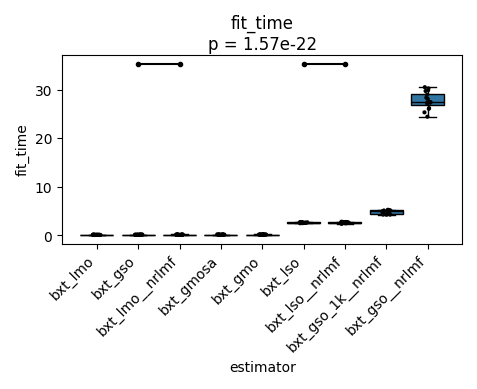 fit_time
p = 1.57e-22
fit_time
30
20
10
0
bxt_lmo
bxt_gso
bxt_lmo__nrlmf
bxt_gmosa
bxt_gmo
bxt_lso
bxt_lso__nrlmf
bxt_gso_1k__nrlmf
bxt_gso__nrlmf
estimator